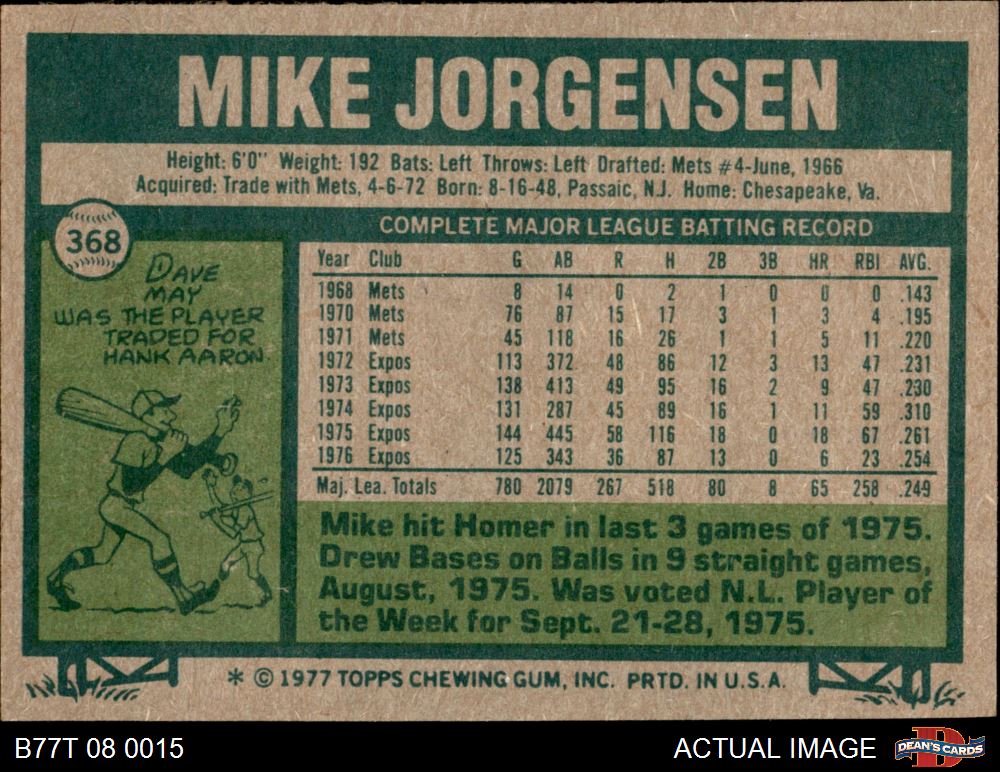 MIKE JORGENSEN
Height: 6'0" Weight: 192 Bats: Left Throws: Left Drafted: Mets #4-June, 1966
Acquired: Trade with Mets, 4-6-72 Born: 8-16-48, Passaic, N.J. Home: Chesapeake, Va.
368
DAVE
MAY
WAS THE PLAYER
TRADED FOR
HANK AARON.
COMPLETE MAJOR LEAGUE BATTING RECORD
Year Club G AB R H 2B 3B HR RBI AVG.
1968 Mets 8 14 0 2 1 0 0 0 .143
1970 Mets 76 87 15 17 3 1 3 4 .195
1971 Mets 45 118 16 26 1 1 5 11 .220
1972 Expos 113 372 48 86 12 3 13 47 .231
1973 Expos 138 413 49 95 16 2 9 47 .230
1974 Expos 131 287 45 89 16 1 11 59 .310
1975 Expos 144 445 58 116 18 0 18 67 .261
1976 Expos 125 343 36 87 13 0 6 23 .254
Maj. Lea. Totals 780 2079 267 518 80 8 65 258 .249
Mike hit Homer in last 3 games of 1975.
Drew Bases on Balls in 9 straight games,
August, 1975. Was voted N.L. Player of
the Week for Sept. 21-28, 1975.
* © 1977 TOPPS CHEWING GUM, INC. PRTD. IN U.S.A.
B77T 08 0015 ACTUAL IMAGE DEAN'S CARDS